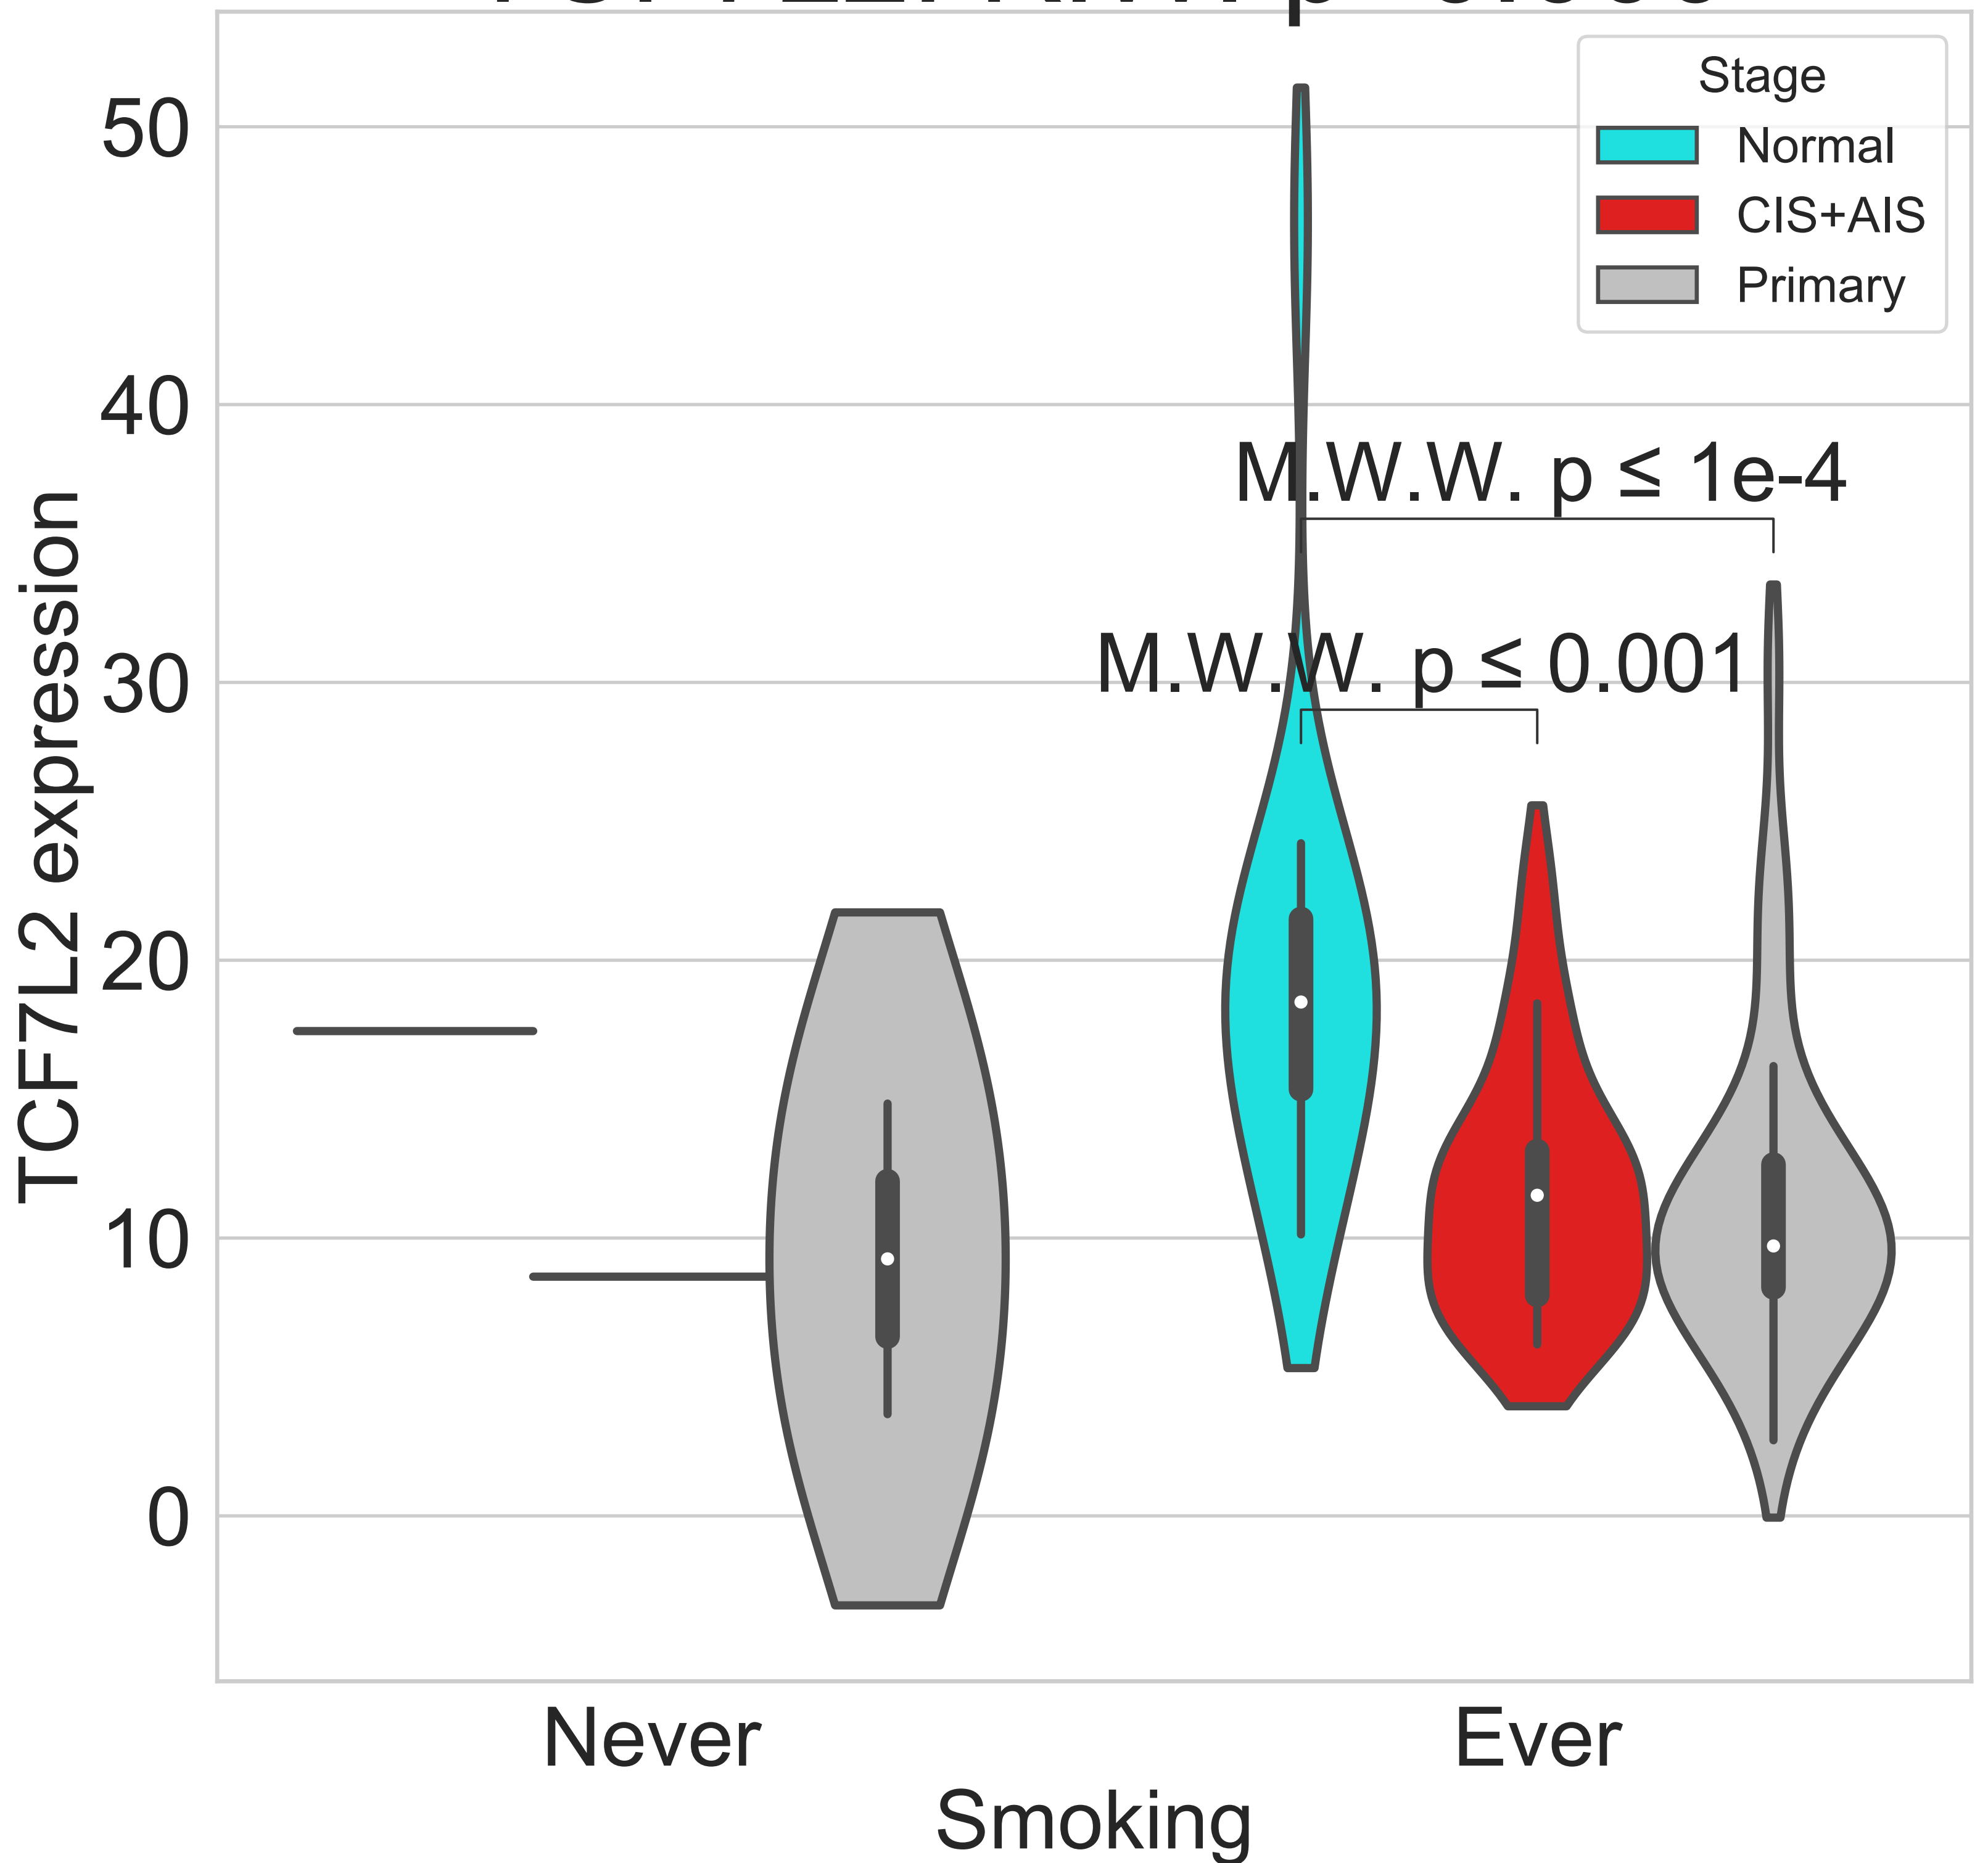 Stage
Normal
CIS+AIS
Primary
50
40
30
20
10
0
TCF7L2 expression
M.W.W. p ≤ 1e-4
M.W.W. p ≤ 0.001
Never
Ever
Smoking